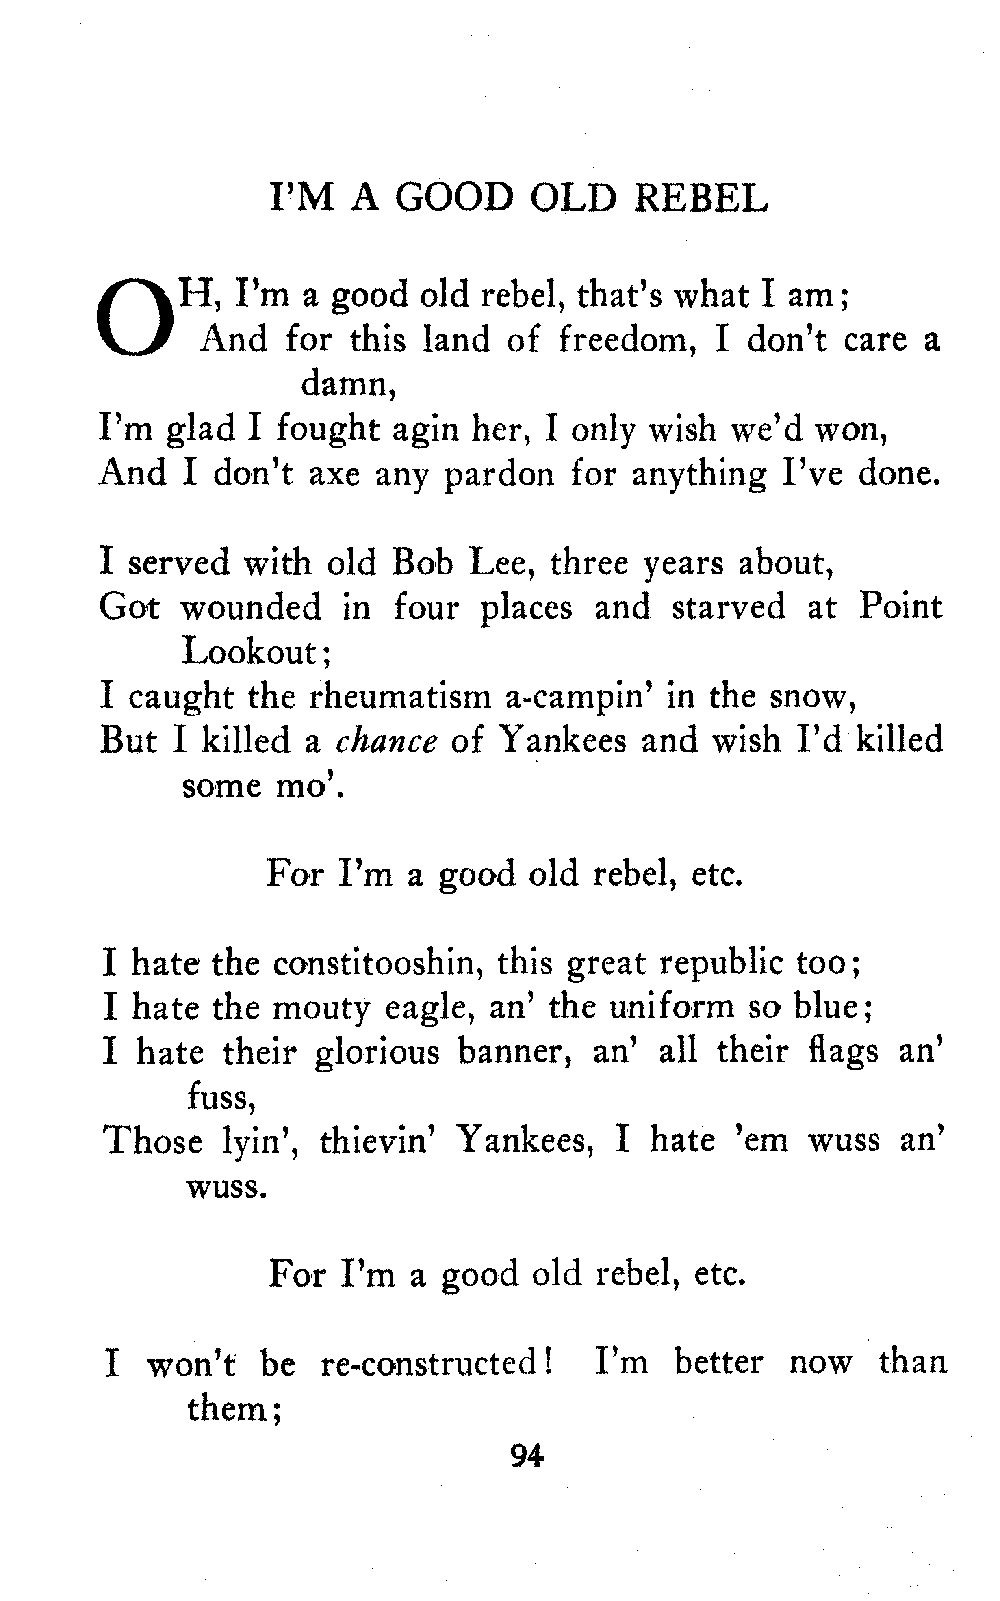 I'M A GOOD OLD REBEL
OH, I'm a good old rebel, that's what I am;
And for this land of freedom, I don't care a
damn,
I'm glad I fought agin her, I only wish we'd won,
And I don't axe any pardon for anything I've done.
I served with old Bob Lee, three years about,
Got wounded in four places and starved at Point
Lookout;
I caught the rheumatism a-campin' in the snow,
But I killed a chance of Yankees and wish I'd killed
some mo'.
For I'm a good old rebel, etc.
I hate the constitooshin, this great republic too;
I hate the mouty eagle, an' the uniform so blue;
I hate their glorious banner, an' all their flags an'
fuss,
Those lyin', thievin' Yankees, I hate 'em wuss an'
wuss.
For I'm a good old rebel, etc.
I won't be re-constructed! I'm better now than
them;
94